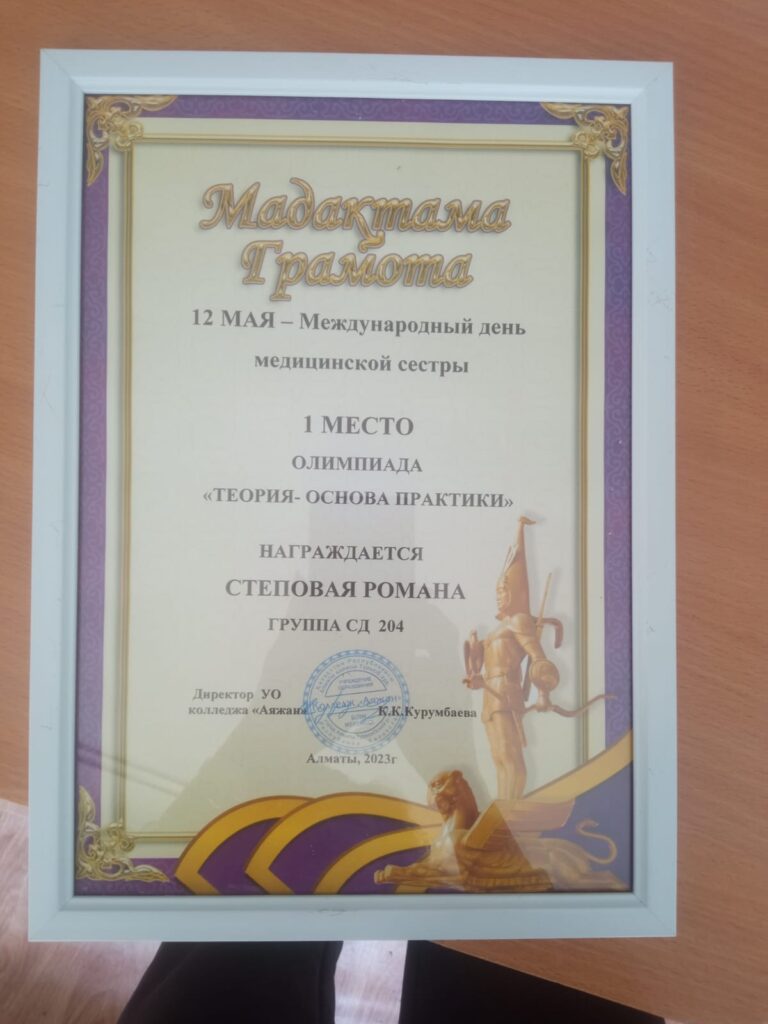 Мадақтама
Грамота
12 МАЯ – Международный день
медицинской сестры
1 МЕСТО
ОЛИМПИАДА
«ТЕОРИЯ- ОСНОВА ПРАКТИКИ»
НАГРАЖДАЕТСЯ
СТЕПОВАЯ РОМАНА
ГРУППА СД 204
Директор УО
колледжа «Аяжан» К.К.Курумбаева
Алматы, 2023г